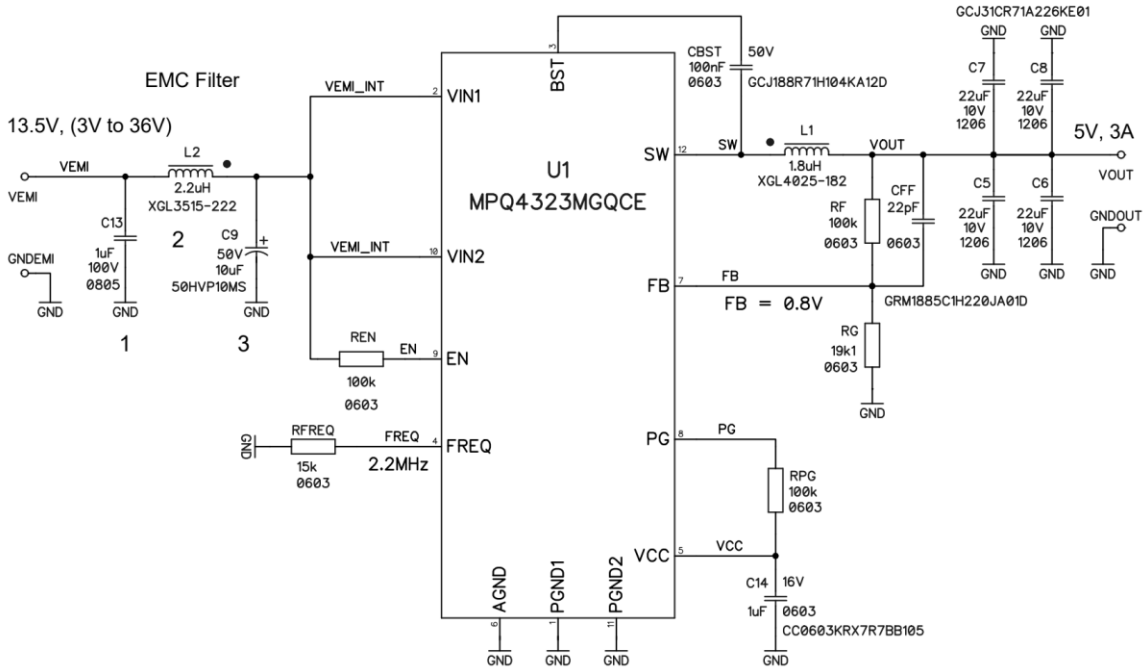 EMC Filter
13.5V, (3V to 36V)
VEMI
VEMI
L2
2.2uH
XGL3515-222
C13
1uF
100V
0805
GND
1
2
C9
50V
+
10uF
50HVP10MS
GND
3
GNDEMI
GND
VEMI_INT
2
VIN1
VEMI_INT
10
VIN2
REN
100k
0603
EN
9
EN
GND
RFREQ
15k
0603
FREQ
4
FREQ
2.2MHz
U1
MPQ4323MGQCE
3
BST
CBST
100nF
0603
50V
GCJ188R71H104KA12D
SW
12
SW
L1
1.8uH
XGL4025-182
VOUT
RF
100k
0603
CFF
22pF
0603
GRM1885C1H220JA01D
FB
7
FB
FB = 0.8V
RG
19k1
0603
GND
GCJ31CR71A226KE01
GND
GND
C7
22uF
10V
1206
C8
22uF
10V
1206
C5
22uF
10V
1206
GND
C6
22uF
10V
1206
GND
5V, 3A
VOUT
GNDOUT
GND
PG
8
PG
RPG
100k
0603
VCC
5
VCC
C14
1uF
16V
0603
CC0603KRX7R7BB105
GND
AGND
6
GND
PGND1
1
GND
PGND2
11
GND